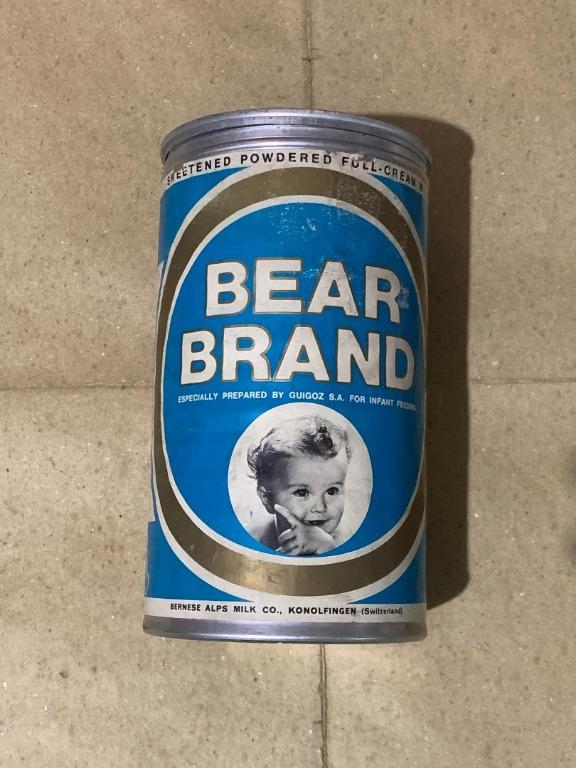 SWEETENED POWDERED FULL-CREAM
BEAR
BRAND
ESPECIALLY PREPARED BY GUIGOZ S.A. FOR INFANT FEEDING
BERNESE ALPS MILK CO., KONOLFINGEN (Switzerland)